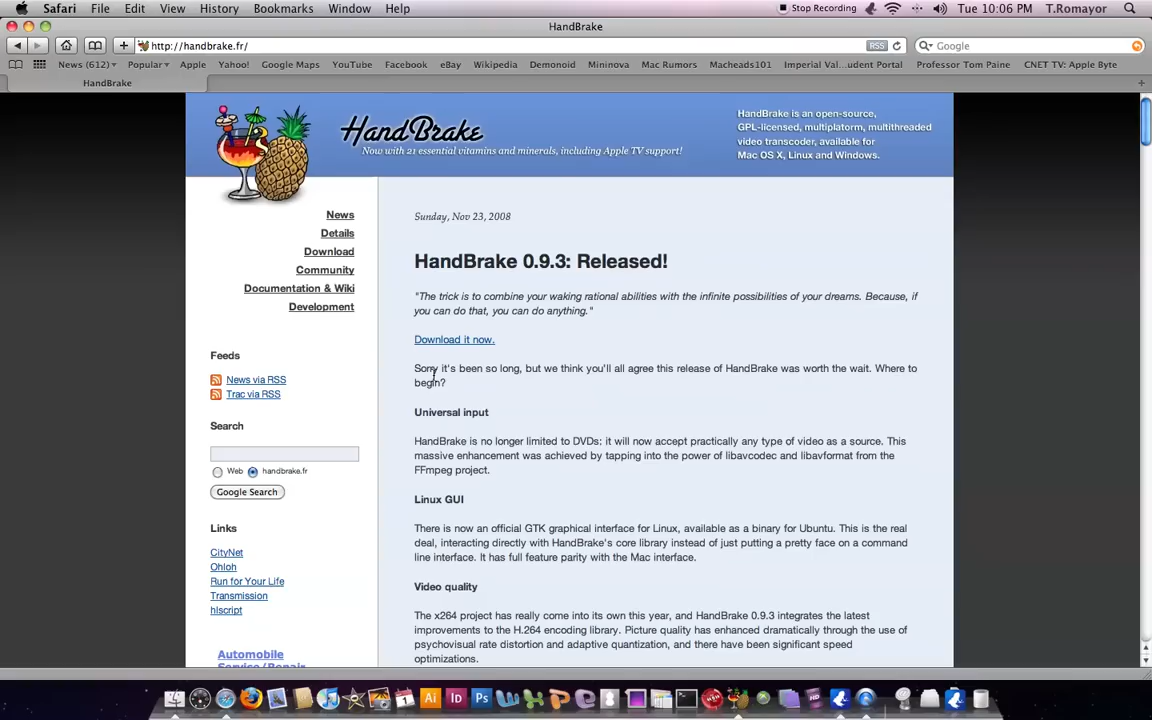 Safari File Edit View History Bookmarks Window Help Stop Recording Tue 10:06 PM T.Romayor
HandBrake
http://handbrake.fr/ RSS Google
News (612) Popular Apple Yahoo! Google Maps YouTube Facebook eBay Wikipedia Demonoid Mininova Mac Rumors Macheads101 Imperial Val...udent Portal Professor Tom Paine CNET TV: Apple Byte
HandBrake
HandBrake
Now with 21 essential vitamins and minerals, including Apple TV support!
HandBrake is an open-source,
GPL-licensed, multiplatorm, multithreaded
video transcoder, available for
Mac OS X, Linux and Windows.
News
Details
Download
Community
Documentation & Wiki
Development
Feeds
News via RSS
Trac via RSS
Search
Web handbrake.fr
Google Search
Links
CityNet
Ohloh
Run for Your Life
Transmission
hlscript
Automobile
Service/Repair
Sunday, Nov 23, 2008
HandBrake 0.9.3: Released!
"The trick is to combine your waking rational abilities with the infinite possibilities of your dreams. Because, if
you can do that, you can do anything."
Download it now.
Sorry it's been so long, but we think you'll all agree this release of HandBrake was worth the wait. Where to
begin?
Universal input
HandBrake is no longer limited to DVDs: it will now accept practically any type of video as a source. This
massive enhancement was achieved by tapping into the power of libavcodec and libavformat from the
FFmpeg project.
Linux GUI
There is now an official GTK graphical interface for Linux, available as a binary for Ubuntu. This is the real
deal, interacting directly with HandBrake's core library instead of just putting a pretty face on a command
line interface. It has full feature parity with the Mac interface.
Video quality
The x264 project has really come into its own this year, and HandBrake 0.9.3 integrates the latest
improvements to the H.264 encoding library. Picture quality has enhanced dramatically through the use of
psychovisual rate distortion and adaptive quantization, and there have been significant speed
optimizations.
1 Ai Id Ps HD